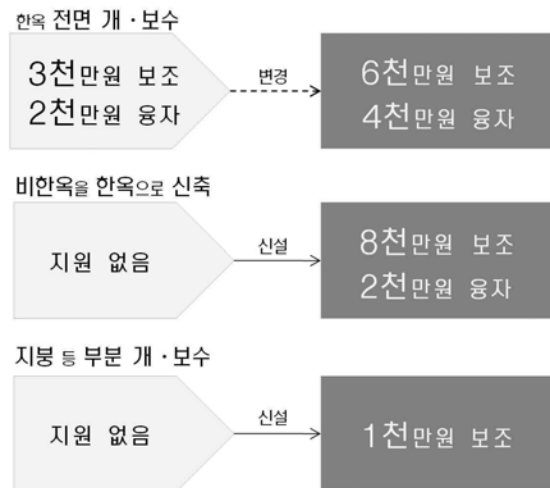 한옥 전면 개·보수
3천만원 보조
2천만원 융자
변경
6천만원 보조
4천만원 융자
비한옥을 한옥으로 신축
지원 없음
신설
8천만원 보조
2천만원 융자
지붕 등 부분 개·보수
지원 없음
신설
1천만원 보조